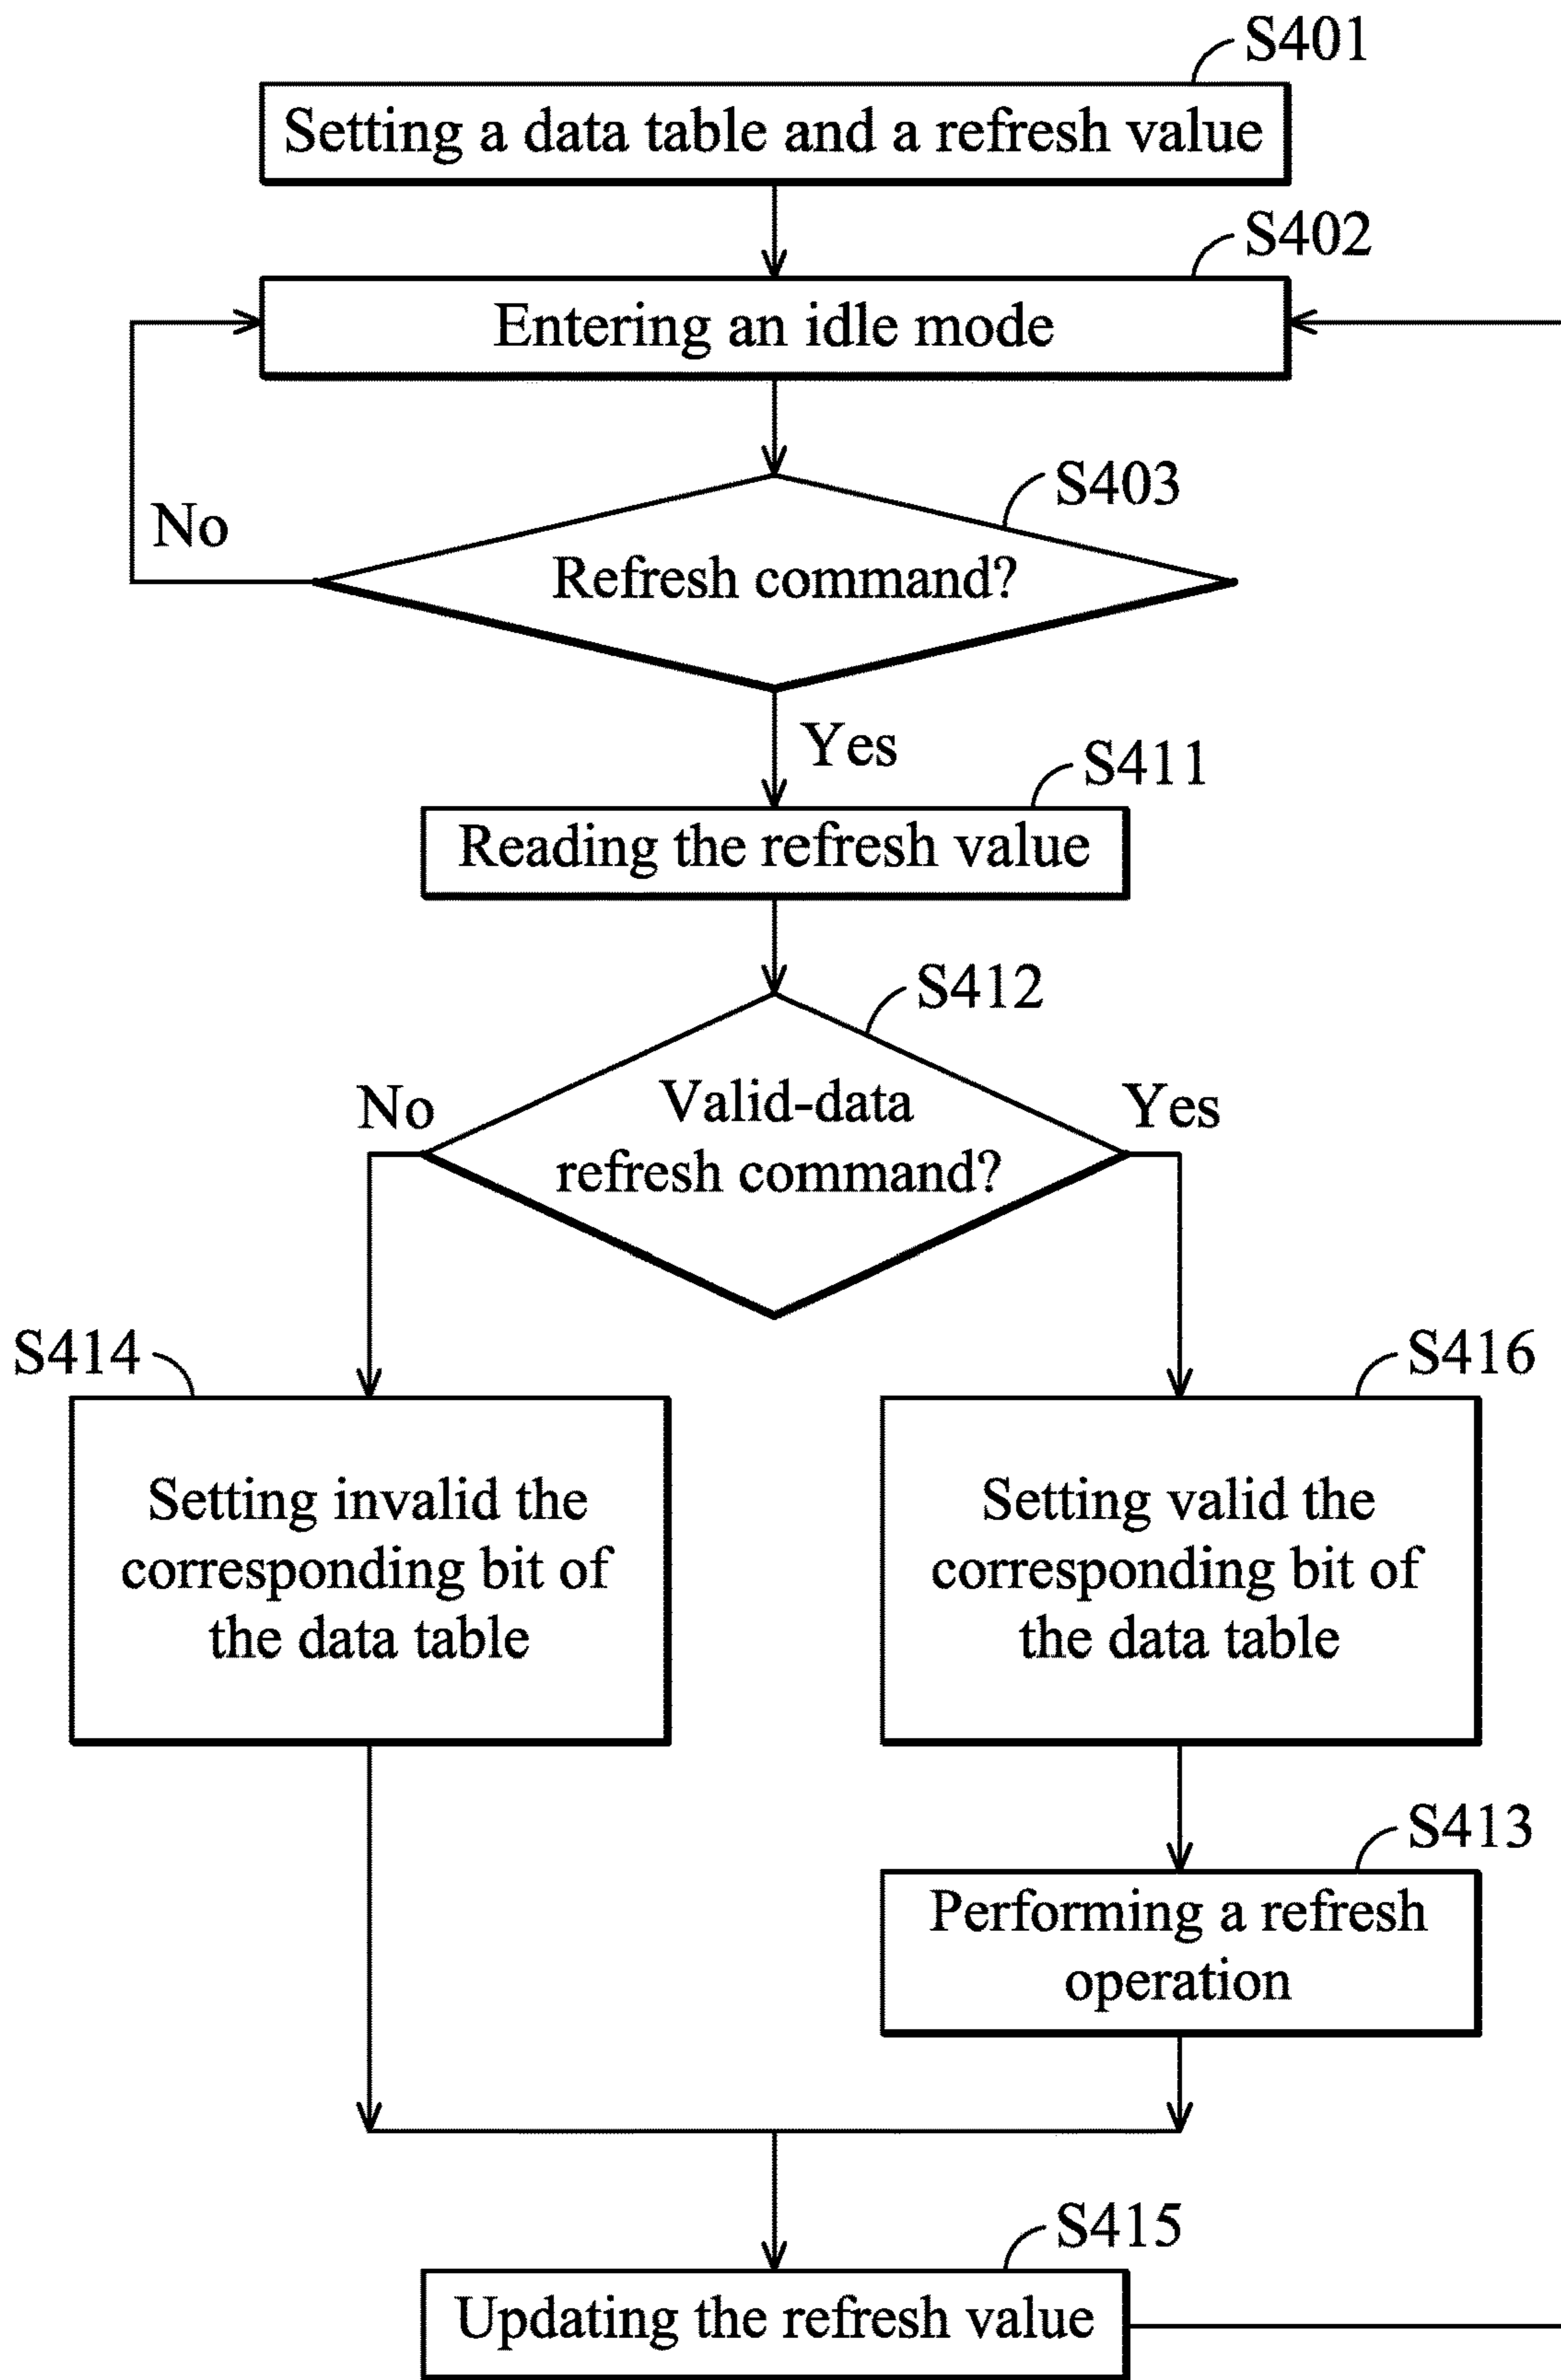 S401
Setting a data table and a refresh value
S402
Entering an idle mode
S403
No
Refresh command?
Yes
S411
Reading the refresh value
S412
No
Valid-data
Yes
refresh command?
S414
S416
Setting invalid the
corresponding bit of
the data table
Setting valid the
corresponding bit of
the data table
S413
Performing a refresh
operation
S415
Updating the refresh value